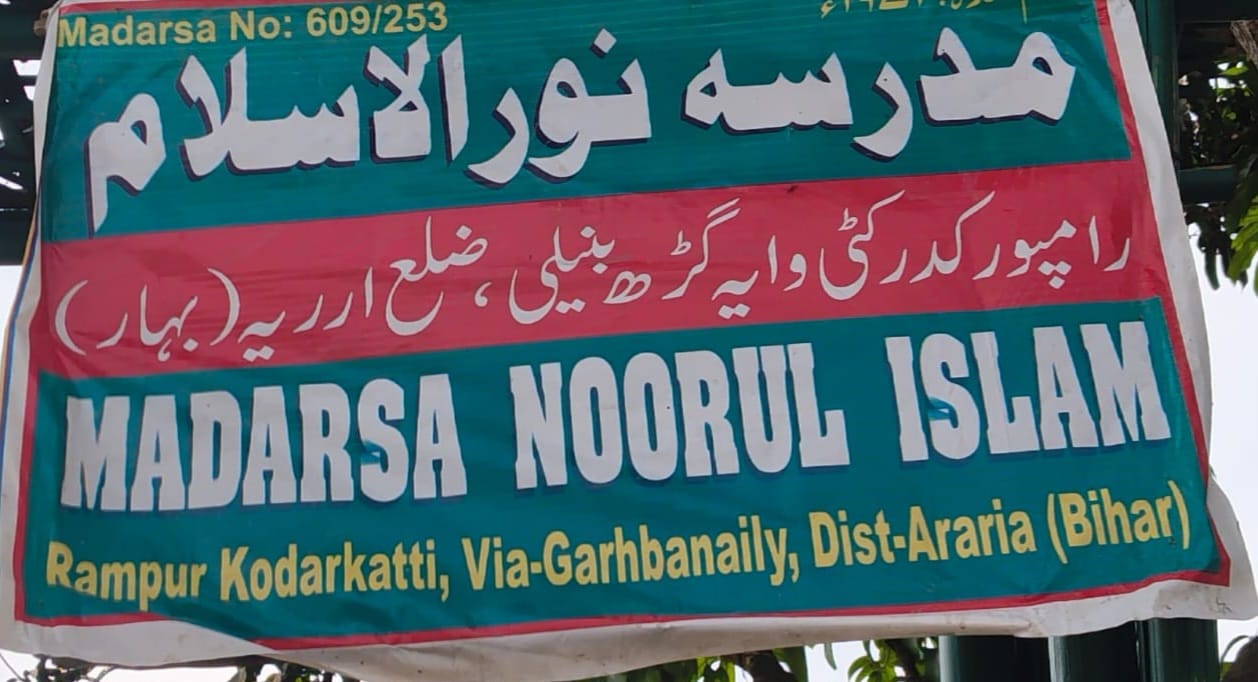 Madarsa No: 609/253
مدرسہ نورالاسلام
رامپور کدرکٹی وایہ گڑھ بنیلی، ضلع ارریہ (بہار)
MADARSA NOORUL ISLAM
Rampur Kodarkatti, Via-Garhbanaily, Dist-Araria (Bihar)